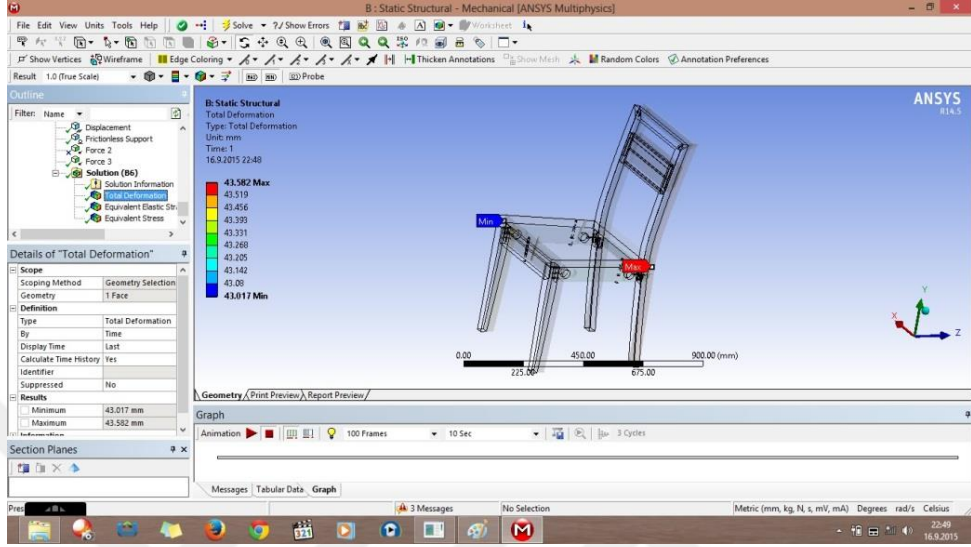 B : Static Structural - Mechanical [ANSYS Multiphysics]
File Edit View Units Tools Help Solve ?/ Show Errors Worksheet
Show Vertices Wireframe Edge Coloring Thicken Annotations Show Mesh Random Colors Annotation Preferences
Result 1.0 (True Scale) Probe
Outline
Filter: Name
Displacement
Frictionless Support
Force 2
Force 3
Solution (B6)
Solution Information
Total Deformation
Equivalent Elastic Str
Equivalent Stress
Details of "Total Deformation"
Scope
Scoping Method Geometry Selection
Geometry 1 Face
Definition
Type Total Deformation
By Time
Display Time Last
Calculate Time History Yes
Identifier
Suppressed No
Results
Minimum 43.017 mm
Maximum 43.582 mm
Information
Section Planes
B: Static Structural
Total Deformation
Type: Total Deformation
Unit: mm
Time: 1
16.9.2015 22:48
43.582 Max
43.519
43.456
43.393
43.331
43.268
43.205
43.142
43.08
43.017 Min
ANSYS
R14.5
Min
Max
Y
X
Z
0.00 450.00 900.00 (mm)
225.00 675.00
Geometry Print Preview Report Preview
Graph
Animation 100 Frames 10 Sec 3 Cycles
Messages Tabular Data Graph
Pres 3 Messages No Selection Metric (mm, kg, N, s, mV, mA) Degrees rad/s Celsius
321
22:49
16.9.2015